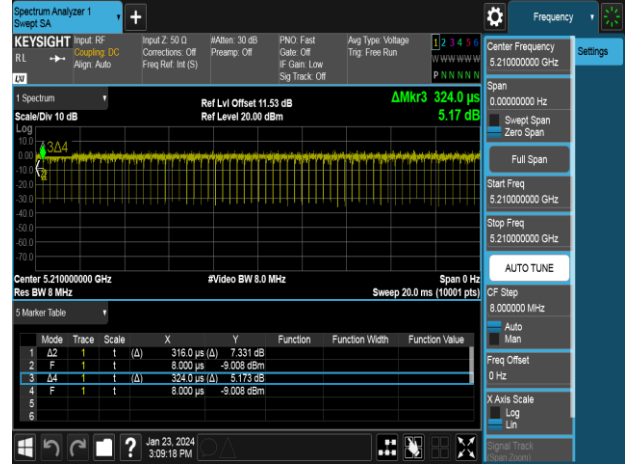 Spectrum Analyzer 1
Swept SA
+
Frequency
KEYSIGHT Input: RF Input Z: 50 Ω #Atten: 30 dB PNO: Fast Avg Type: Voltage 1 2 3 4 5 6
RL Coupling: DC Corrections: Off Preamp: Off Gate: Off Trig: Free Run W W W W W W
Align: Auto Freq Ref: Int (S) IF Gain: Low
Sig Track: Off P N N N N N
LXI
1 Spectrum
Scale/Div 10 dB
Ref Lvl Offset 11.53 dB
Ref Level 20.00 dBm
ΔMkr3 324.0 µs
5.17 dB
Log
10.0
0.00
-10.0
-20.0
-30.0
-40.0
-50.0
-60.0
-70.0
3Δ4
Center 5.210000000 GHz #Video BW 8.0 MHz Span 0 Hz
Res BW 8 MHz Sweep 20.0 ms (10001 pts)
5 Marker Table
Mode Trace Scale X Y Function Function Width Function Value
1 Δ2 1 t (Δ) 316.0 µs (Δ) 7.331 dB
2 F 1 t 8.000 µs -9.008 dBm
3 Δ4 1 t (Δ) 324.0 µs (Δ) 5.173 dB
4 F 1 t 8.000 µs -9.008 dBm
5
6
?
Jan 23, 2024
3:09:18 PM
Center Frequency
5.210000000 GHz
Settings
Span
0.00000000 Hz
Swept Span
Zero Span
Full Span
Start Freq
5.210000000 GHz
Stop Freq
5.210000000 GHz
AUTO TUNE
CF Step
8.000000 MHz
Auto
Man
Freq Offset
0 Hz
X Axis Scale
Log
Lin
Signal Track
(Span Zoom)